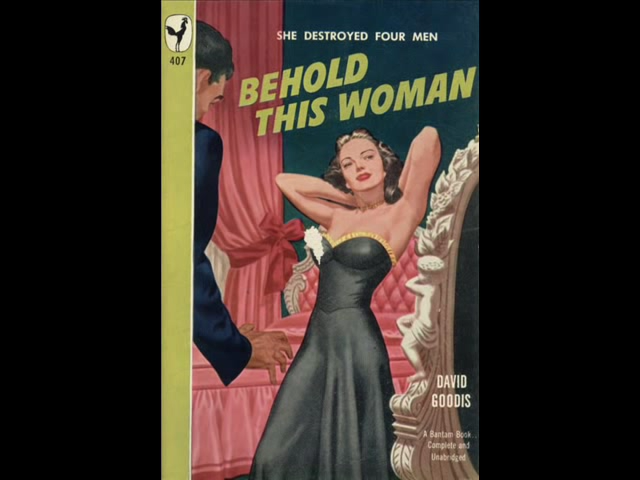 407
SHE DESTROYED FOUR MEN
BEHOLD
THIS WOMAN
DAVID
GOODIS
A Bantam Book...
Complete and
Unabridged